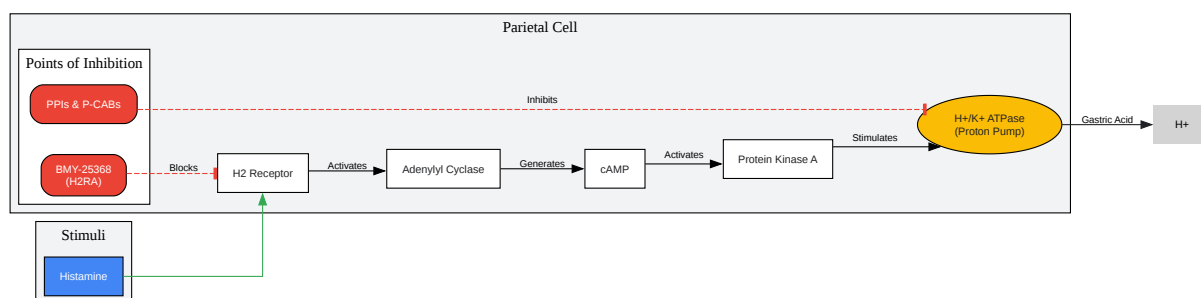 Parietal Cell
Points of Inhibition
PPIs & P-CABs
Inhibits
H+/K+ ATPase
(Proton Pump)
Gastric Acid
H+
BMY-25368
(H2RA)
Blocks
H2 Receptor
Activates
Adenylyl Cyclase
Generates
cAMP
Activates
Protein Kinase A
Stimulates
Stimuli
Histamine